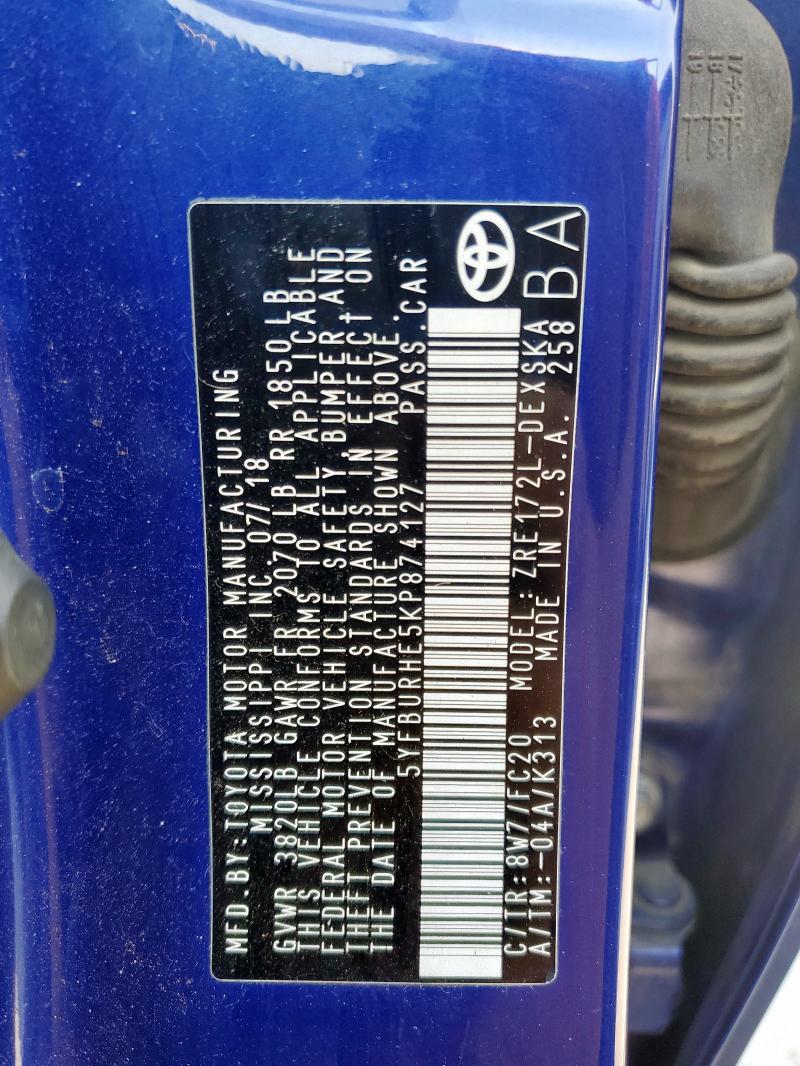 MFD.BY:TOYOTA MOTOR MANUFACTURING
MISSISSIPPI INC 07/18
GVWR 3820LB GAWR FR 2070 LB RR 1850LB
THIS VEHICLE CONFORMS TO ALL APPLICABLE
FEDERAL MOTOR VEHICLE SAFETY, BUMPER AND
THEFT PREVENTION STANDARDS IN EFFECT ON
THE DATE OF MANUFACTURE SHOWN ABOVE.
5YFBURHE5KP874127 PASS.CAR
C/TR:8W7/FC20 MODEL:ZRE172L-DEXSKA
A/TM:-04A/K313 MADE IN U.S.A. 258
BA